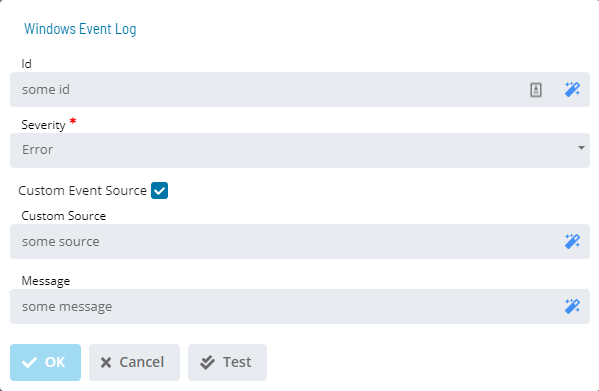 Windows Event Log
Id
some id
Severity *
Error
Custom Event Source
Custom Source
some source
Message
some message
OK Cancel Test